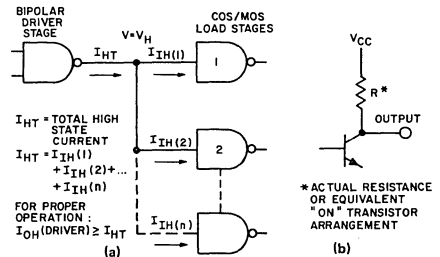 BIPOLAR
DRIVER
STAGE
V=VH
COS/MOS
LOAD STAGES
IHT
IIH(1)
1
IHT = TOTAL HIGH
STATE
CURRENT
IHT = IIH(1)
+ IIH(2)+...
+ IIH(n)
IIH(2)
2
FOR PROPER
OPERATION :
IOH(DRIVER) ≥ IHT
IIH(n)
n
(a)
VCC
R*
OUTPUT
*ACTUAL RESISTANCE
OR EQUIVALENT
"ON" TRANSISTOR
ARRANGEMENT
(b)